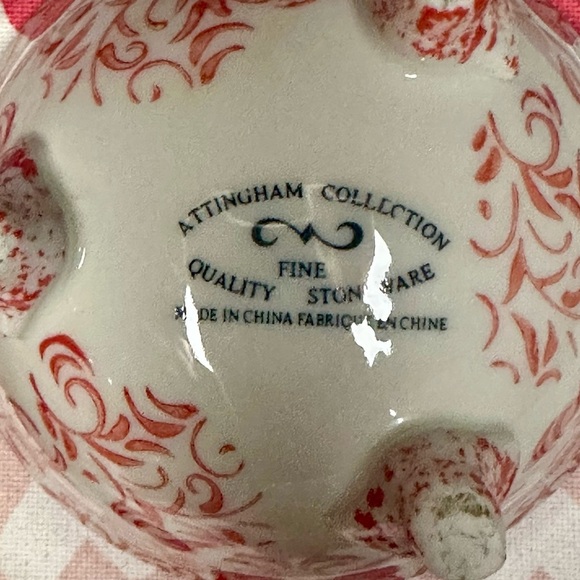 ATTINGHAM COLLECTION
FINE
QUALITY STONEWARE
MADE IN CHINA FABRIQUE EN CHINE